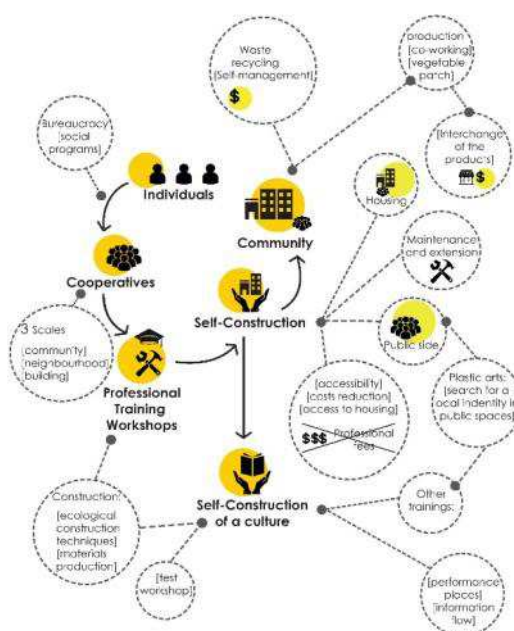 Waste
recycling
[Self-management]
$
production
[co-working]
[vegetable
patch]
[Interchange
of the
products]
$
Bureaucracy
[social
programs]
Individuals
Housing
Community
Maintenance
and extension
Cooperatives
Self-Construction
Public side
3 Scales
[community]
[neighbourhood]
[building]
Professional
Training
Workshops
[accessibility]
[costs reduction]
[access to housing]
$$$ Professional
fees
Plastic arts:
[search for a
local indentity in
public spaces]
Construction:
[ecological
construction
techniques]
[materials
production]
Self-Construction
of a culture
Other
trainings:
[test
workshop]
[performance
places]
[information
flow]